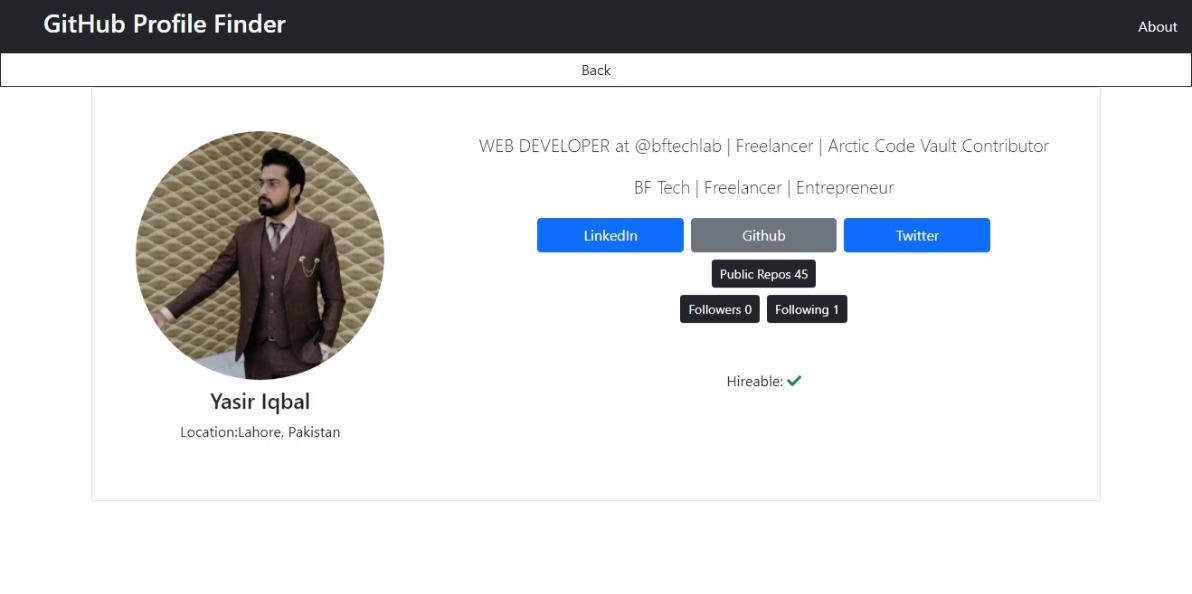 GitHub Profile Finder
About
Back
WEB DEVELOPER at @bftechlab | Freelancer | Arctic Code Vault Contributor
BF Tech | Freelancer | Entrepreneur
LinkedIn
Github
Twitter
Public Repos 45
Followers 0
Following 1
Hireable:
Yasir Iqbal
Location:Lahore, Pakistan